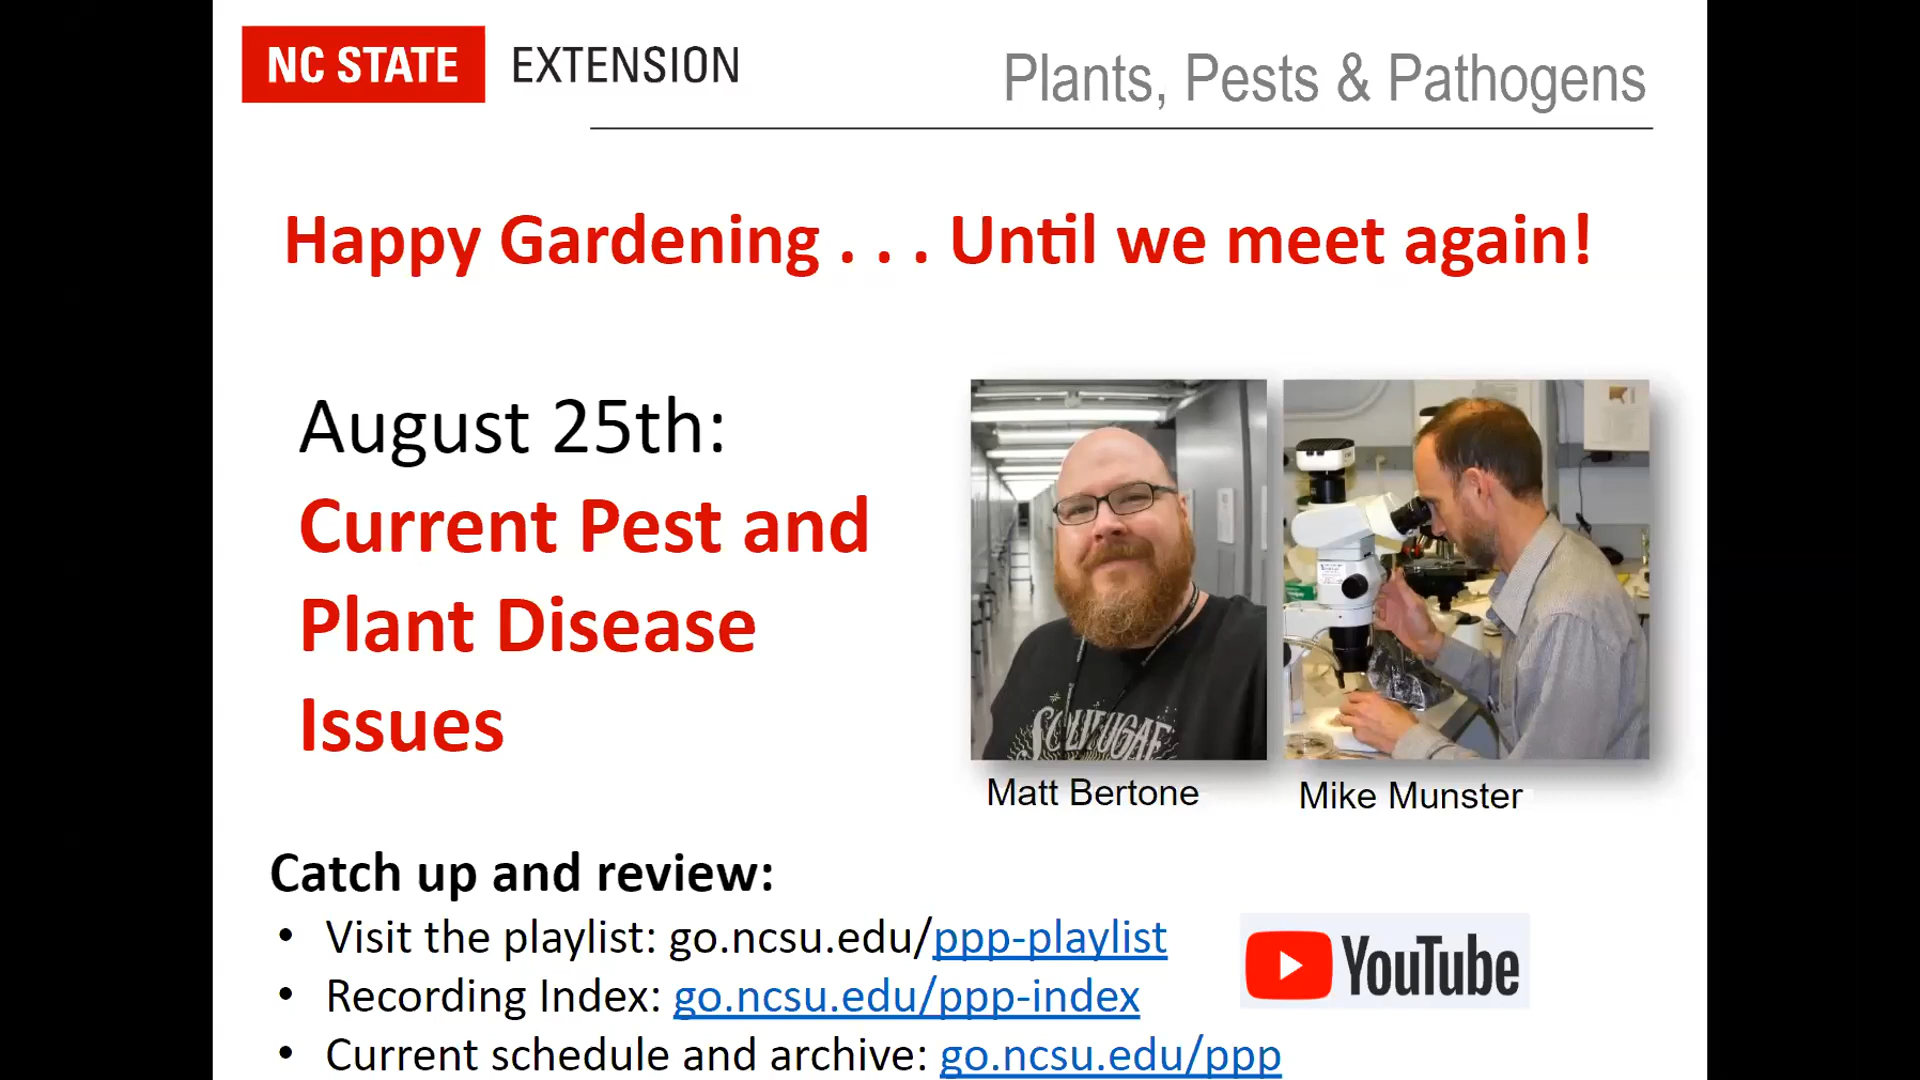 NC STATE EXTENSION
Plants, Pests & Pathogens
Happy Gardening . . . Until we meet again!
August 25th:
Current Pest and
Plant Disease
Issues
SOLIFUGAE
Matt Bertone
Mike Munster
Catch up and review:
• Visit the playlist: go.ncsu.edu/ppp-playlist
• Recording Index: go.ncsu.edu/ppp-index
• Current schedule and archive: go.ncsu.edu/ppp
YouTube